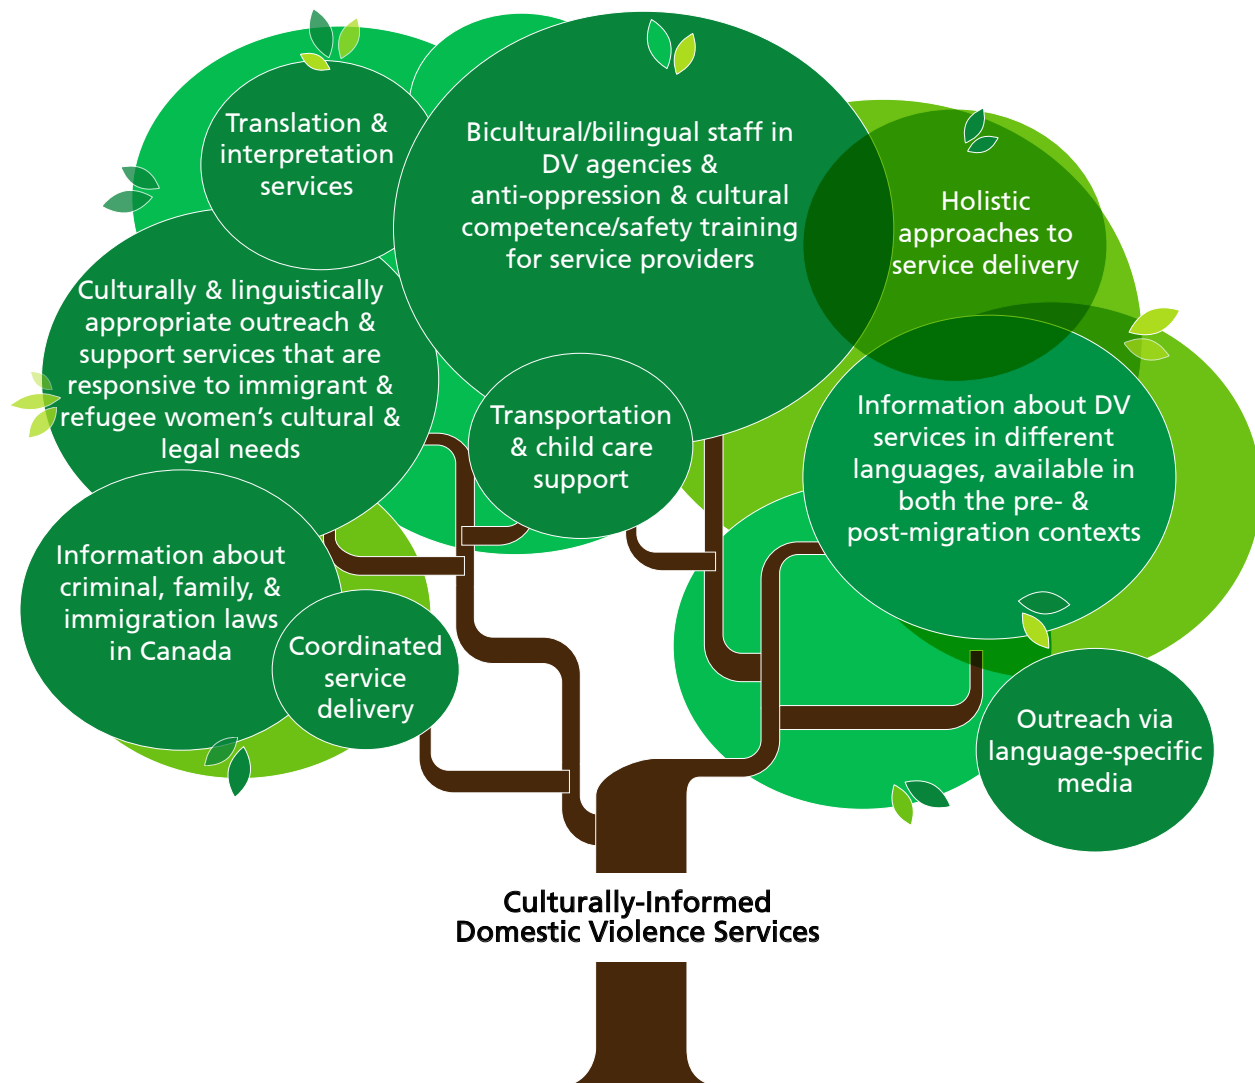 Translation &
interpretation
services
Bicultural/bilingual staff in
DV agencies &
anti-oppression & cultural
competence/safety training
for service providers
Holistic
approaches to
service delivery
Culturally & linguistically
appropriate outreach &
support services that are
responsive to immigrant &
refugee women’s cultural &
legal needs
Transportation
& child care
support
Information about DV
services in different
languages, available in
both the pre- &
post-migration contexts
Information about
criminal, family, &
immigration laws
in Canada
Coordinated
service
delivery
Outreach via
language-specific
media
Culturally-Informed
Domestic Violence Services